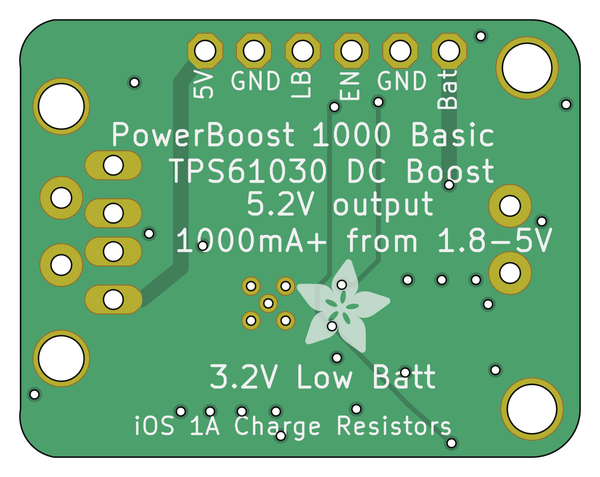 5V GND LB EN GND Bat
PowerBoost 1000 Basic
TPS61030 DC Boost
5.2V output
1000mA+ from 1.8-5V
3.2V Low Batt
iOS 1A Charge Resistors